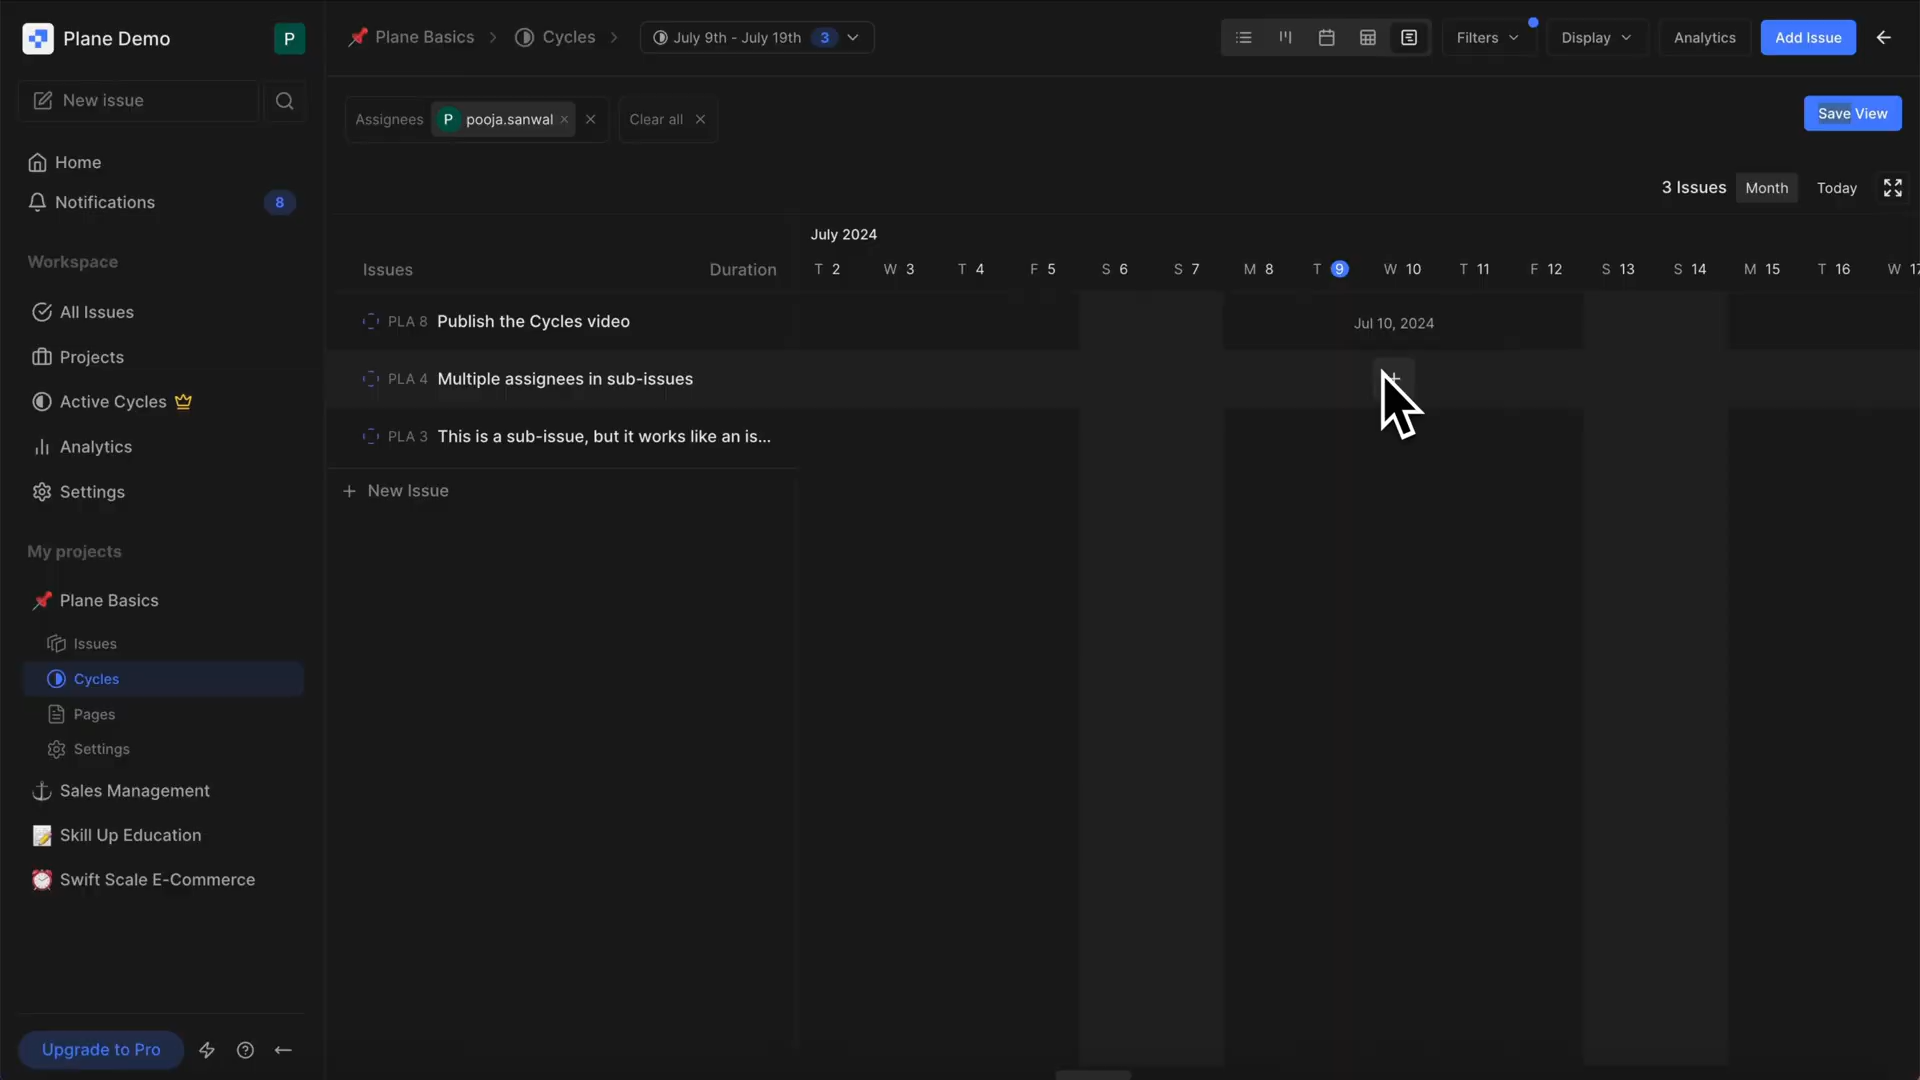 Plane Demo
P
New issue
Home
Notifications
8
Workspace
All Issues
Projects
Active Cycles
Analytics
Settings
My projects
Plane Basics
Issues
Cycles
Pages
Settings
Sales Management
Skill Up Education
Swift Scale E-Commerce
Upgrade to Pro
Plane Basics
Cycles
July 9th - July 19th
3
Filters
Display
Analytics
Add Issue
Assignees
P
pooja.sanwal
Clear all
Save View
3 Issues
Month
Today
July 2024
Issues
Duration
T 2
W 3
T 4
F 5
S 6
S 7
M 8
T 9
W 10
T 11
F 12
S 13
S 14
M 15
T 16
W 17
PLA 8
Publish the Cycles video
Jul 10, 2024
PLA 4
Multiple assignees in sub-issues
PLA 3
This is a sub-issue, but it works like an is...
New Issue